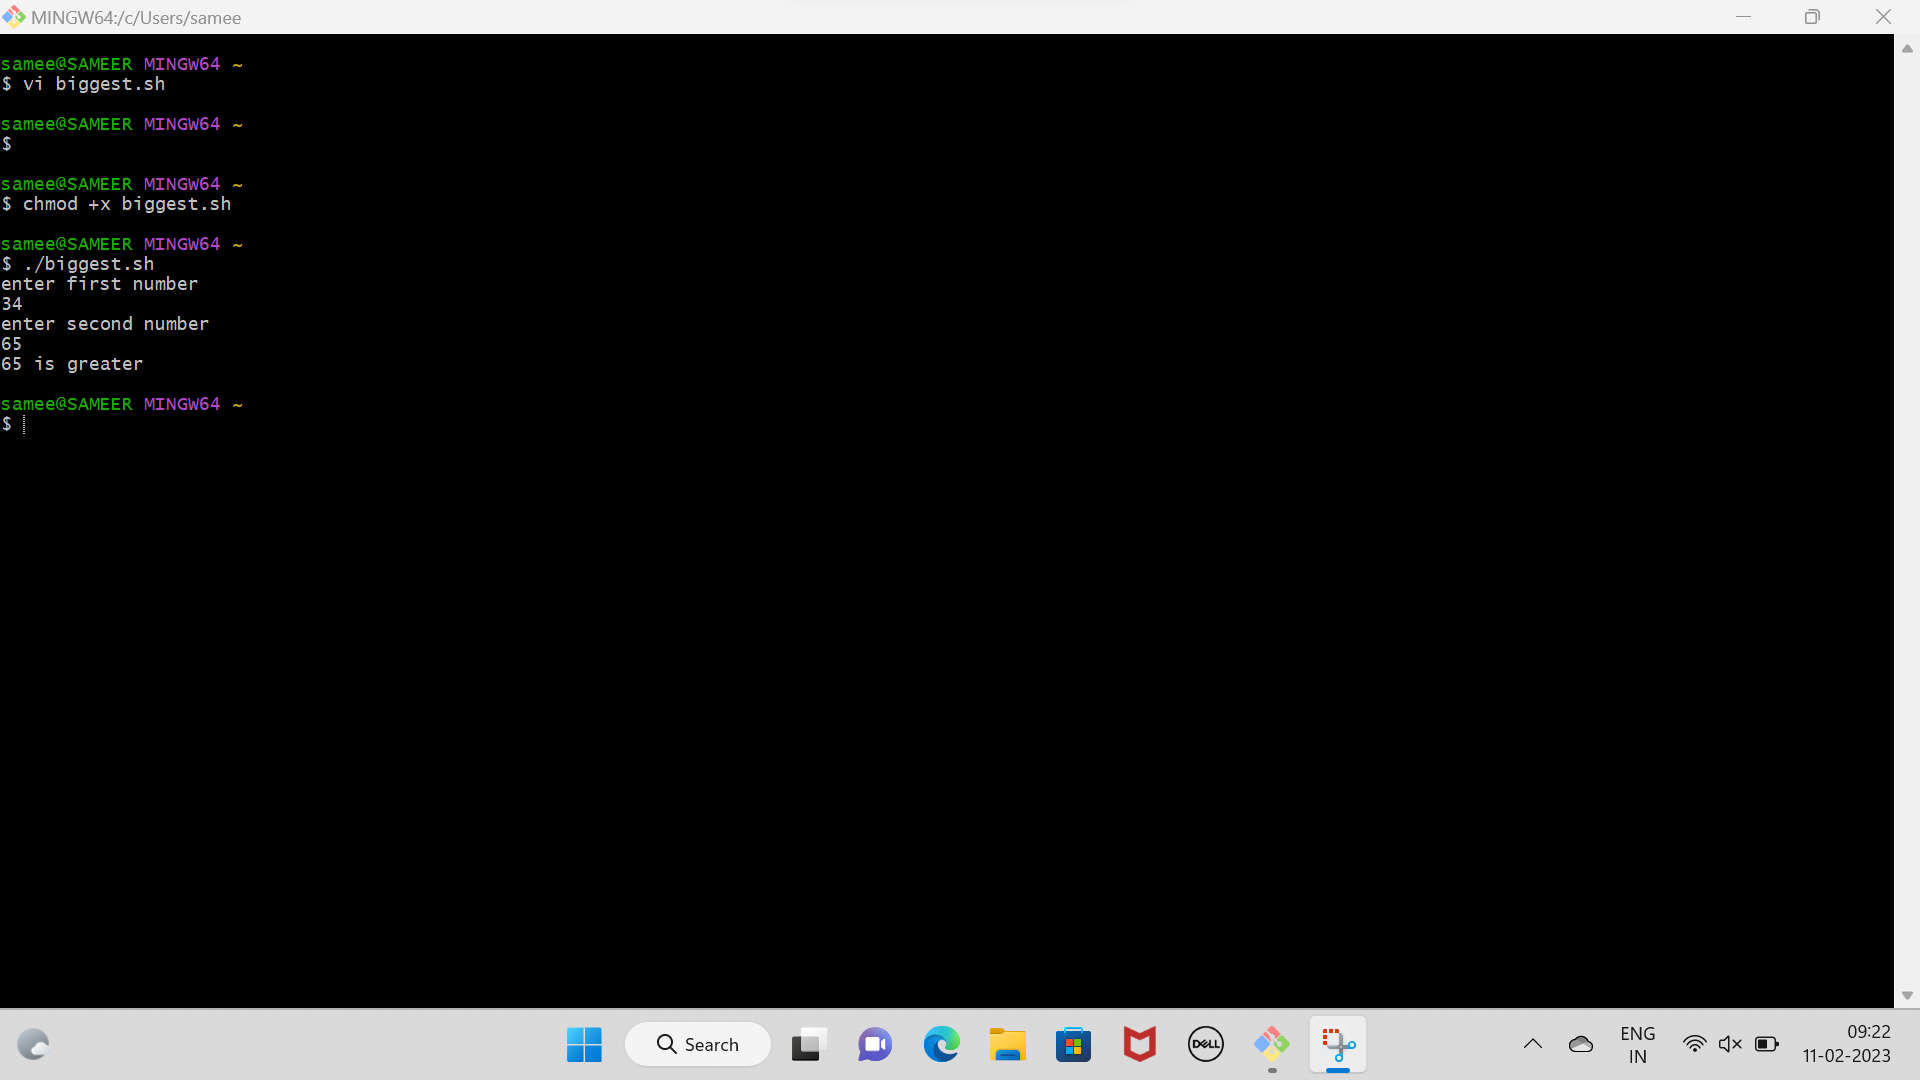 MINGW64:/c/Users/samee
samee@SAMEER MINGW64 ~
$ vi biggest.sh
samee@SAMEER MINGW64 ~
$
samee@SAMEER MINGW64 ~
$ chmod +x biggest.sh
samee@SAMEER MINGW64 ~
$ ./biggest.sh
enter first number
34
enter second number
65
65 is greater
samee@SAMEER MINGW64 ~
$
Search
DELL
ENG
IN
09:22
11-02-2023